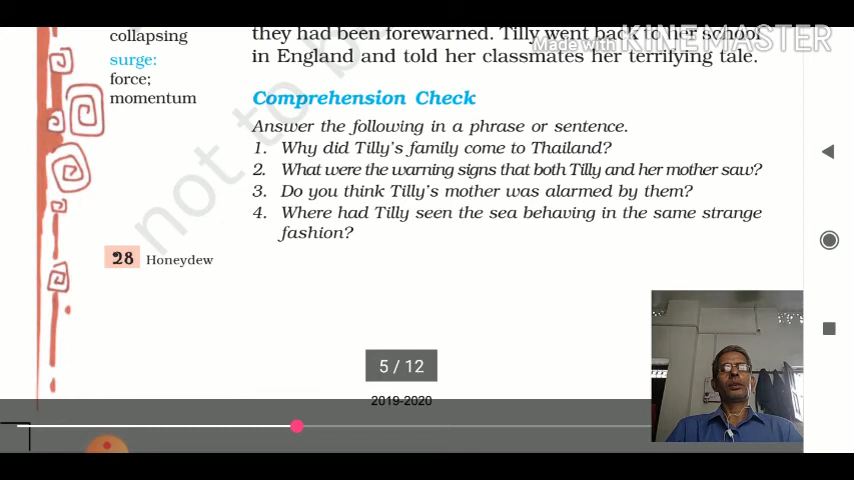 collapsing
surge:
force;
momentum
they had been forewarned. Tilly went back to her school
Made with KINEMASTER
in England and told her classmates her terrifying tale.
not to b
Comprehension Check
Answer the following in a phrase or sentence.
1. Why did Tilly's family come to Thailand?
2. What were the warning signs that both Tilly and her mother saw?
3. Do you think Tilly's mother was alarmed by them?
4. Where had Tilly seen the sea behaving in the same strange
fashion?
28 Honeydew
5 / 12
2019-2020